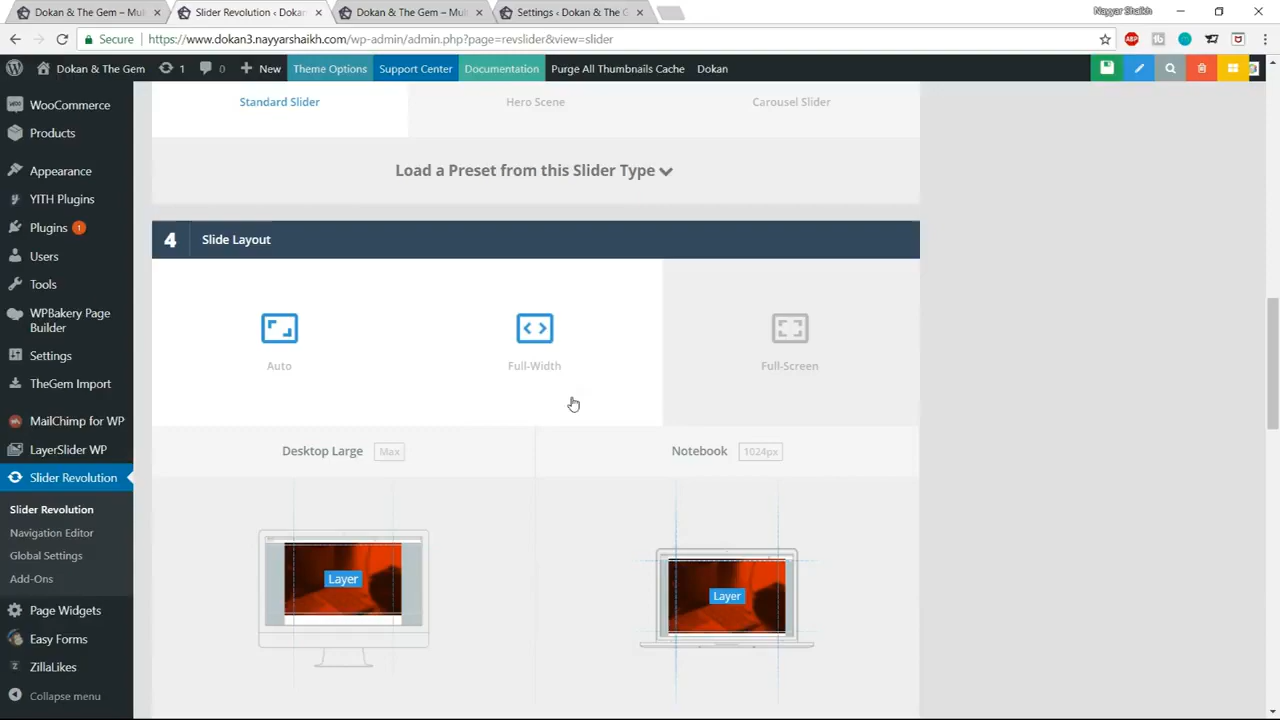 Dokan & The Gem – Mul
Slider Revolution < Dokan
Dokan & The Gem – Mult
Settings < Dokan & The G
Nayyar Shaikh
Secure
https://www.dokan3.nayyarshaikh.com/wp-admin/admin.php?page=revslider&view=slider
ABP
Dokan & The Gem
1
0
New
Theme Options
Support Center
Documentation
Purge All Thumbnails Cache
Dokan
WooCommerce
Products
Appearance
YITH Plugins
Plugins 1
Users
Tools
WPBakery Page
Builder
Settings
TheGem Import
MailChimp for WP
LayerSlider WP
Slider Revolution
Slider Revolution
Navigation Editor
Global Settings
Add-Ons
Page Widgets
Easy Forms
ZillaLikes
Collapse menu
Standard Slider
Hero Scene
Carousel Slider
Load a Preset from this Slider Type
4 Slide Layout
Auto
Full-Width
Full-Screen
Desktop Large Max
Notebook 1024px
Layer
Layer